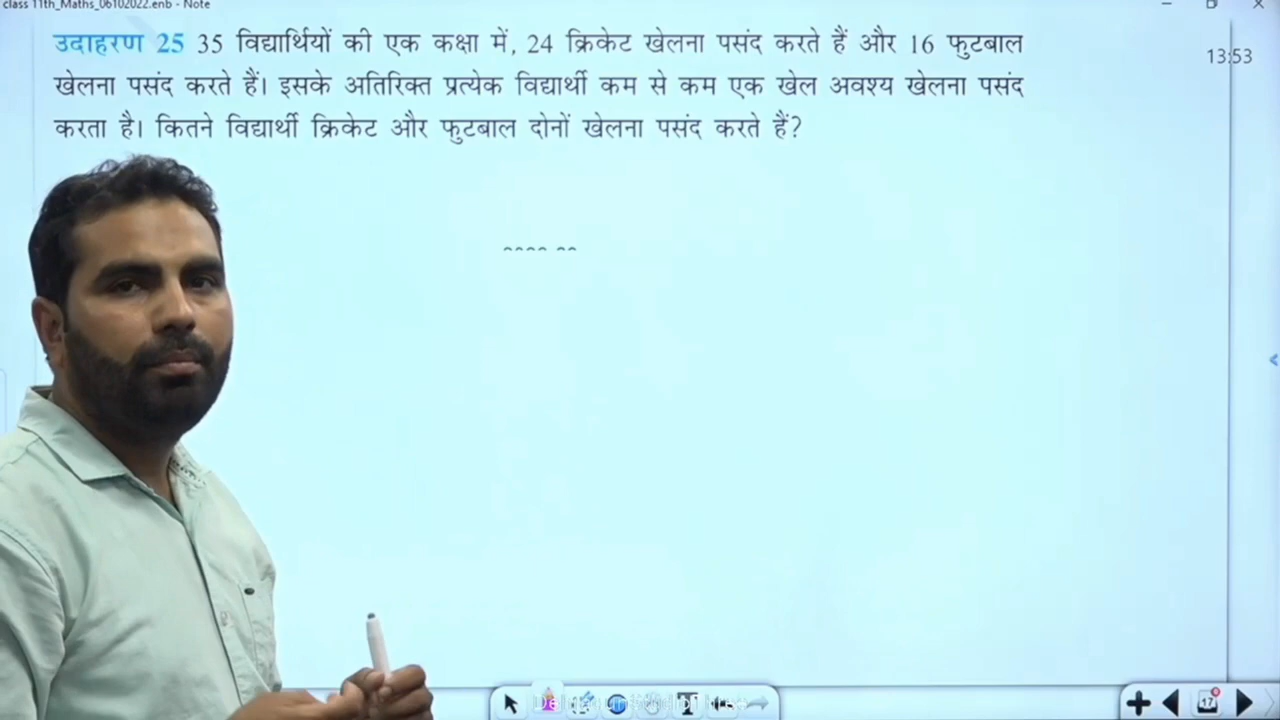 class 11th_Maths_06102022.enb - Note
उदाहरण 25 35 विद्यार्थियों की एक कक्षा में, 24 क्रिकेट खेलना पसंद करते हैं और 16 फुटबाल
13:53
खेलना पसंद करते हैं। इसके अतिरिक्त प्रत्येक विद्यार्थी कम से कम एक खेल अवश्य खेलना पसंद
करता है। कितने विद्यार्थी क्रिकेट और फुटबाल दोनों खेलना पसंद करते हैं?
17